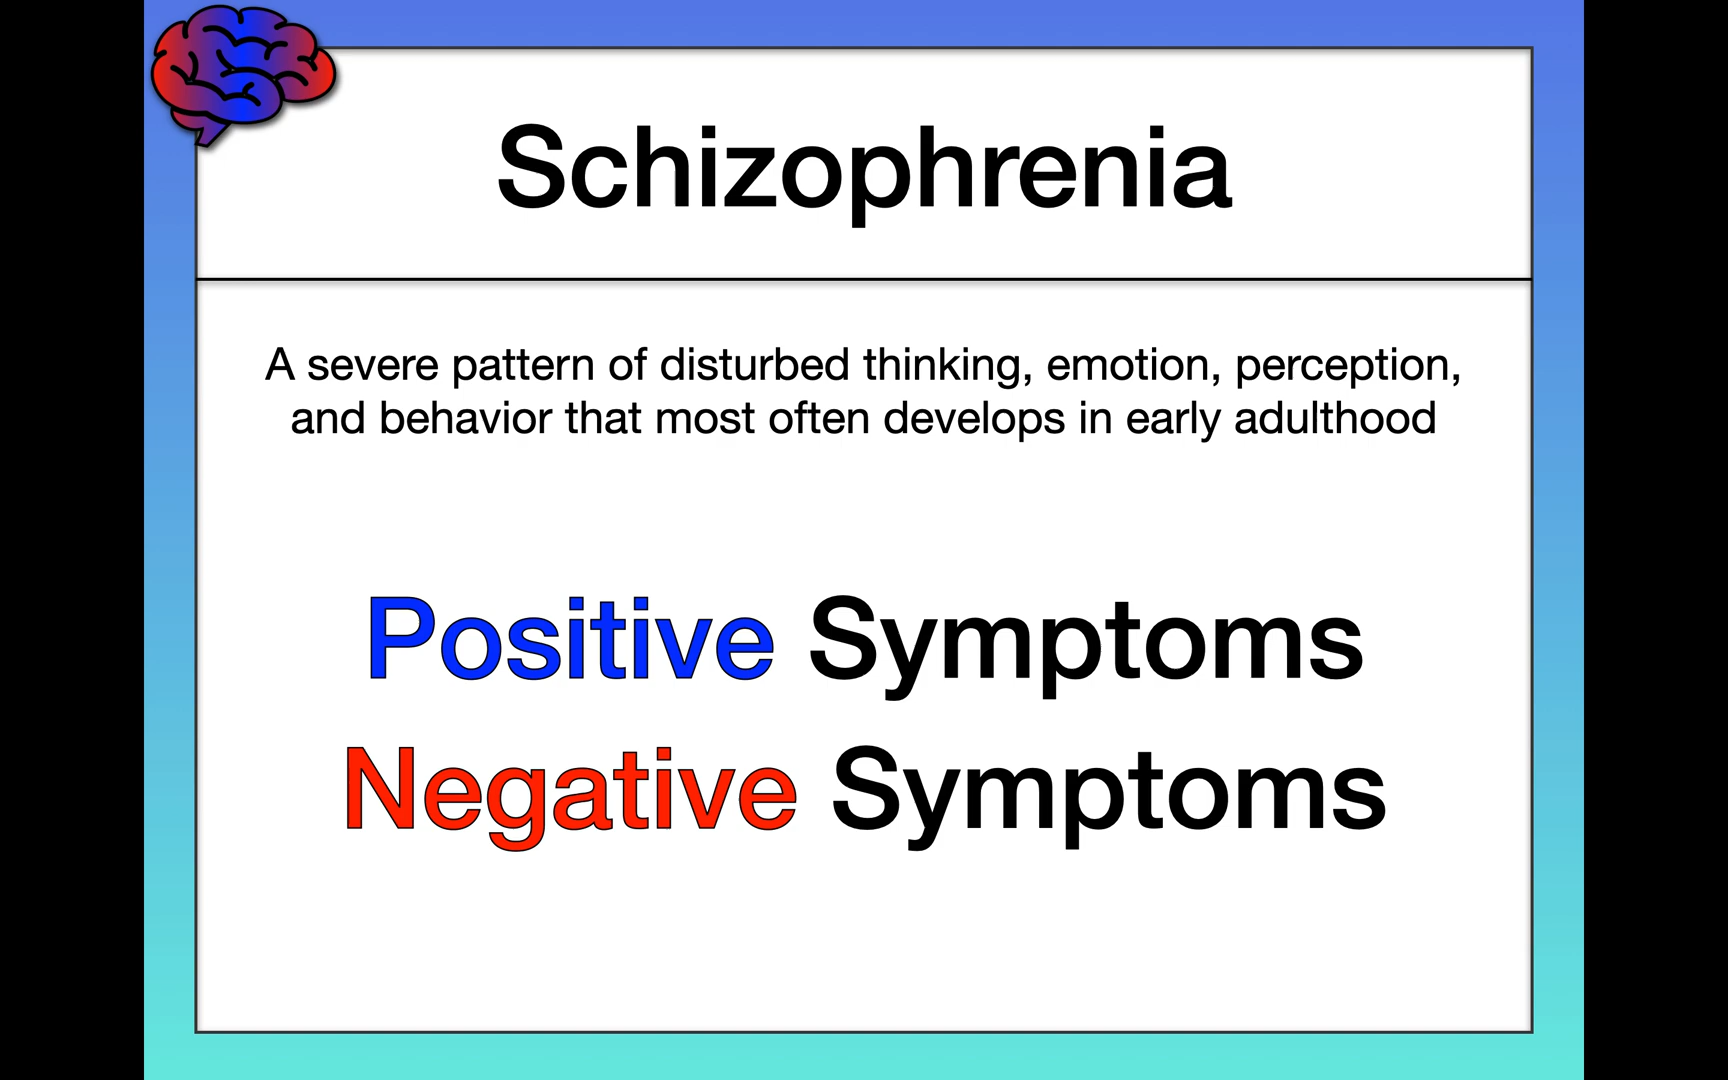 Schizophrenia
A severe pattern of disturbed thinking, emotion, perception,
and behavior that most often develops in early adulthood
Positive Symptoms
Negative Symptoms